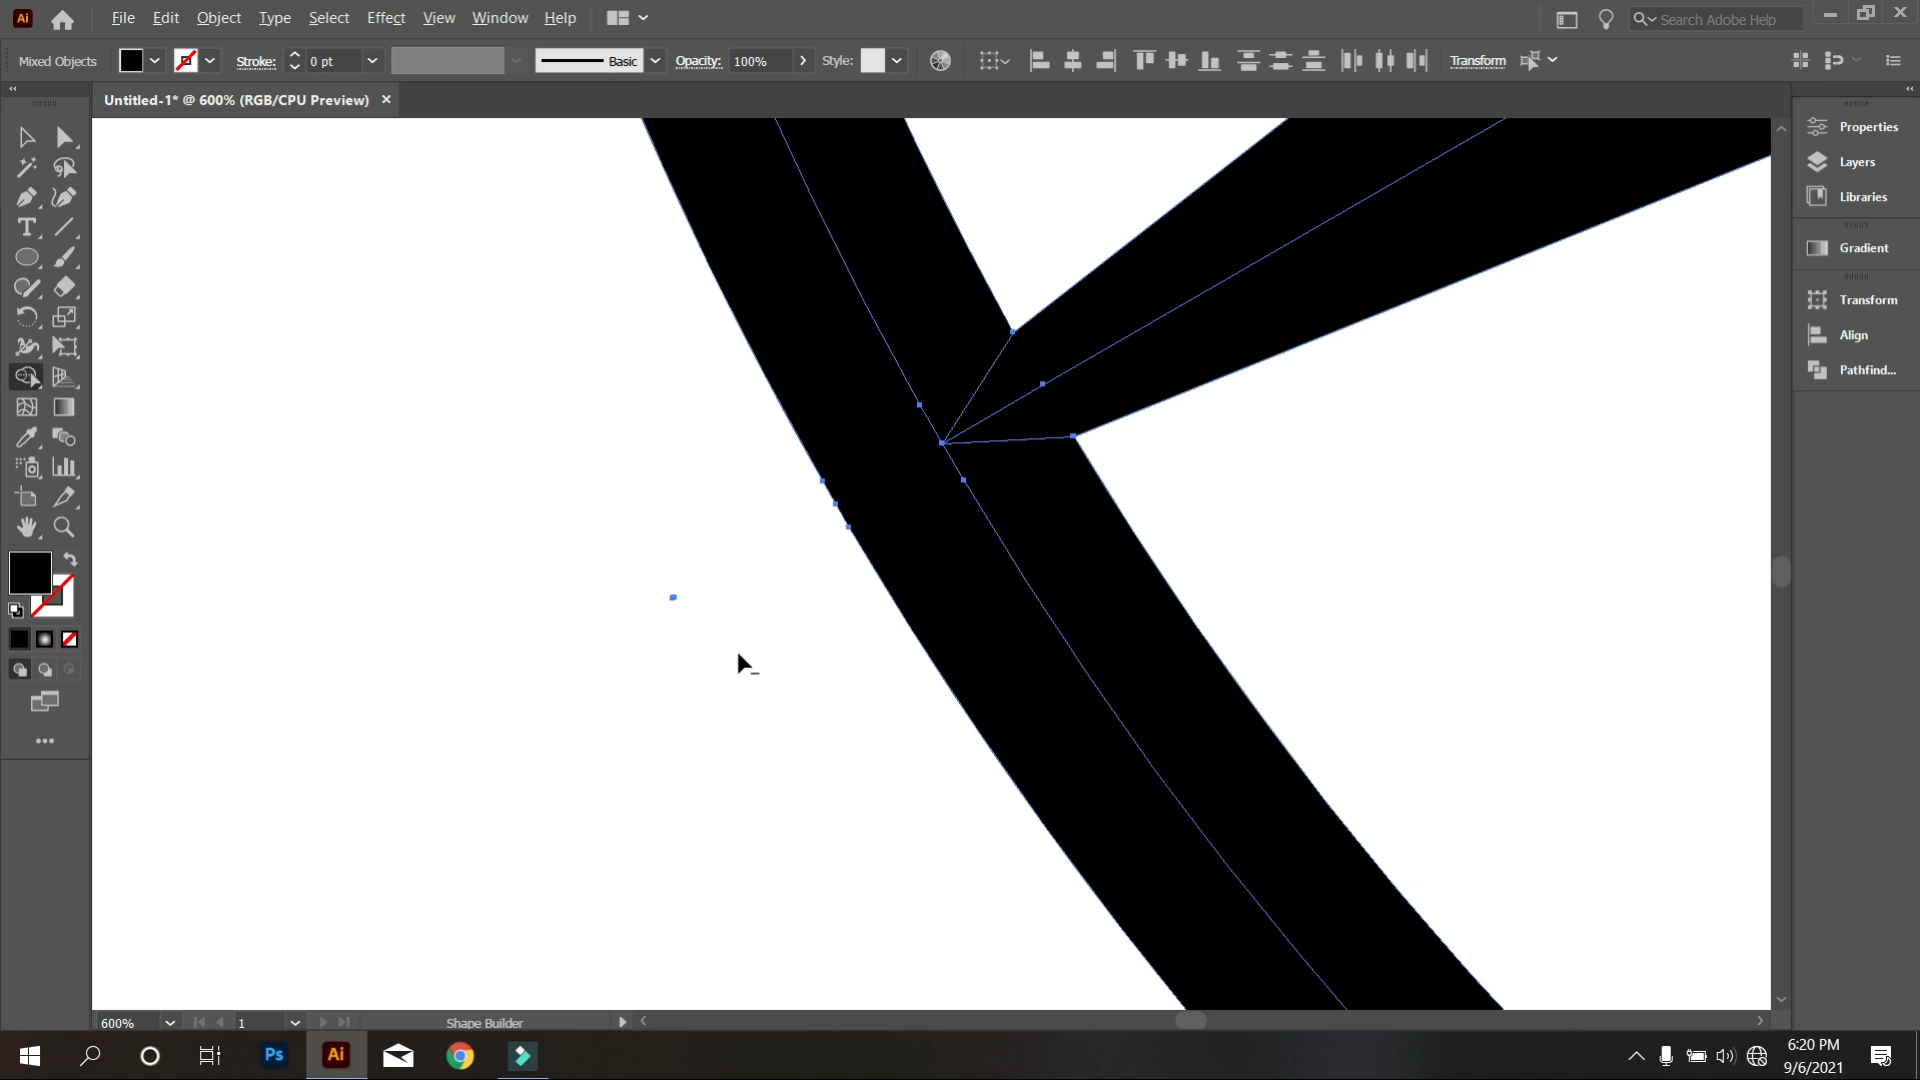 Ai File Edit Object Type Select Effect View Window Help Search Adobe Help
Mixed Objects Stroke: 0 pt Basic Opacity: 100% Style: Transform
Untitled-1* @ 600% (RGB/CPU Preview)
Properties
Layers
Libraries
Gradient
Transform
Align
Pathfind...
600% 1 Shape Builder
Ps Ai 6:20 PM
9/6/2021